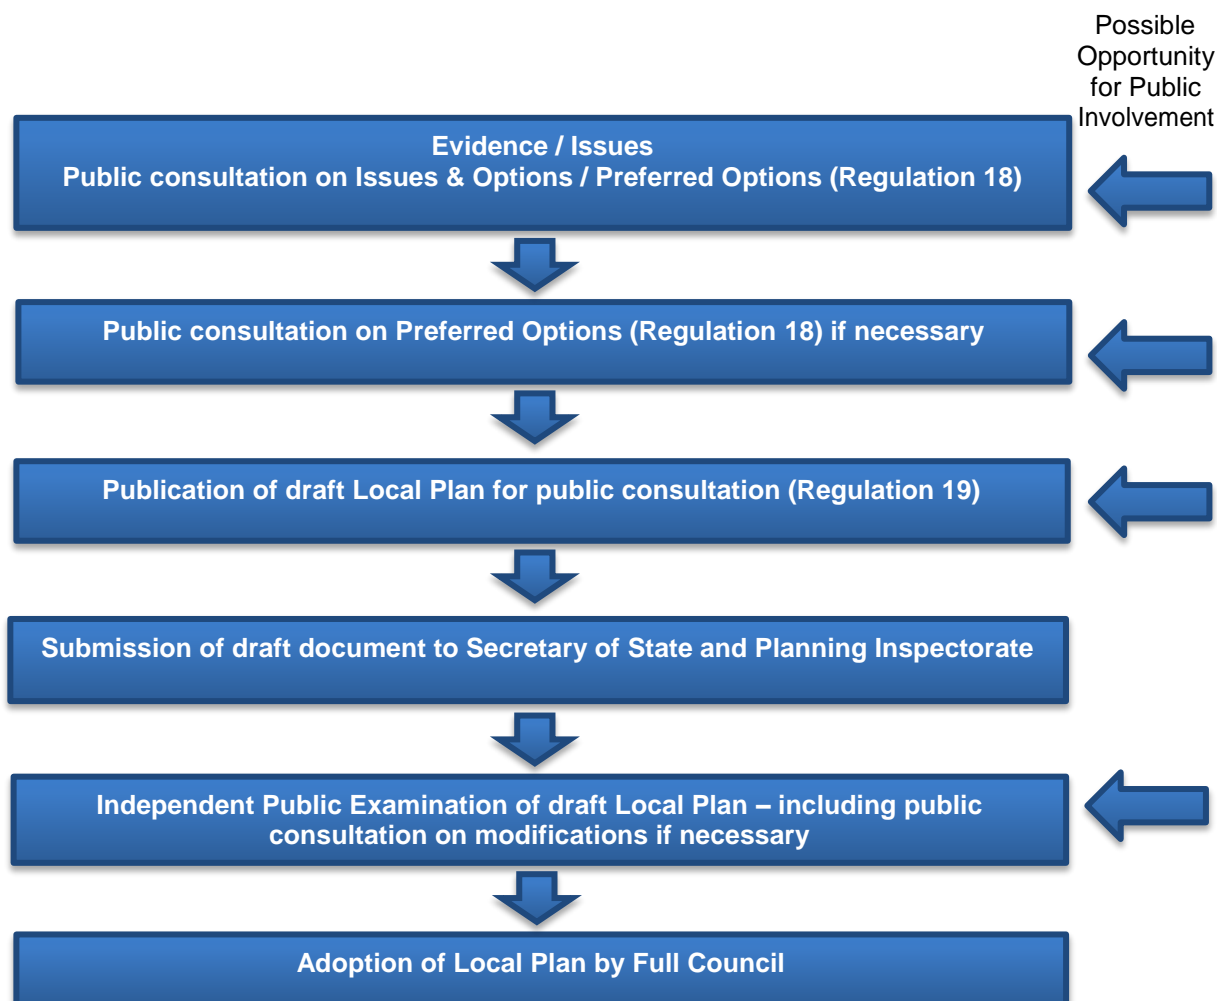 Possible
Opportunity
for Public
Involvement
Evidence / Issues
Public consultation on Issues & Options / Preferred Options (Regulation 18)
Public consultation on Preferred Options (Regulation 18) if necessary
Publication of draft Local Plan for public consultation (Regulation 19)
Submission of draft document to Secretary of State and Planning Inspectorate
Independent Public Examination of draft Local Plan – including public
consultation on modifications if necessary
Adoption of Local Plan by Full Council